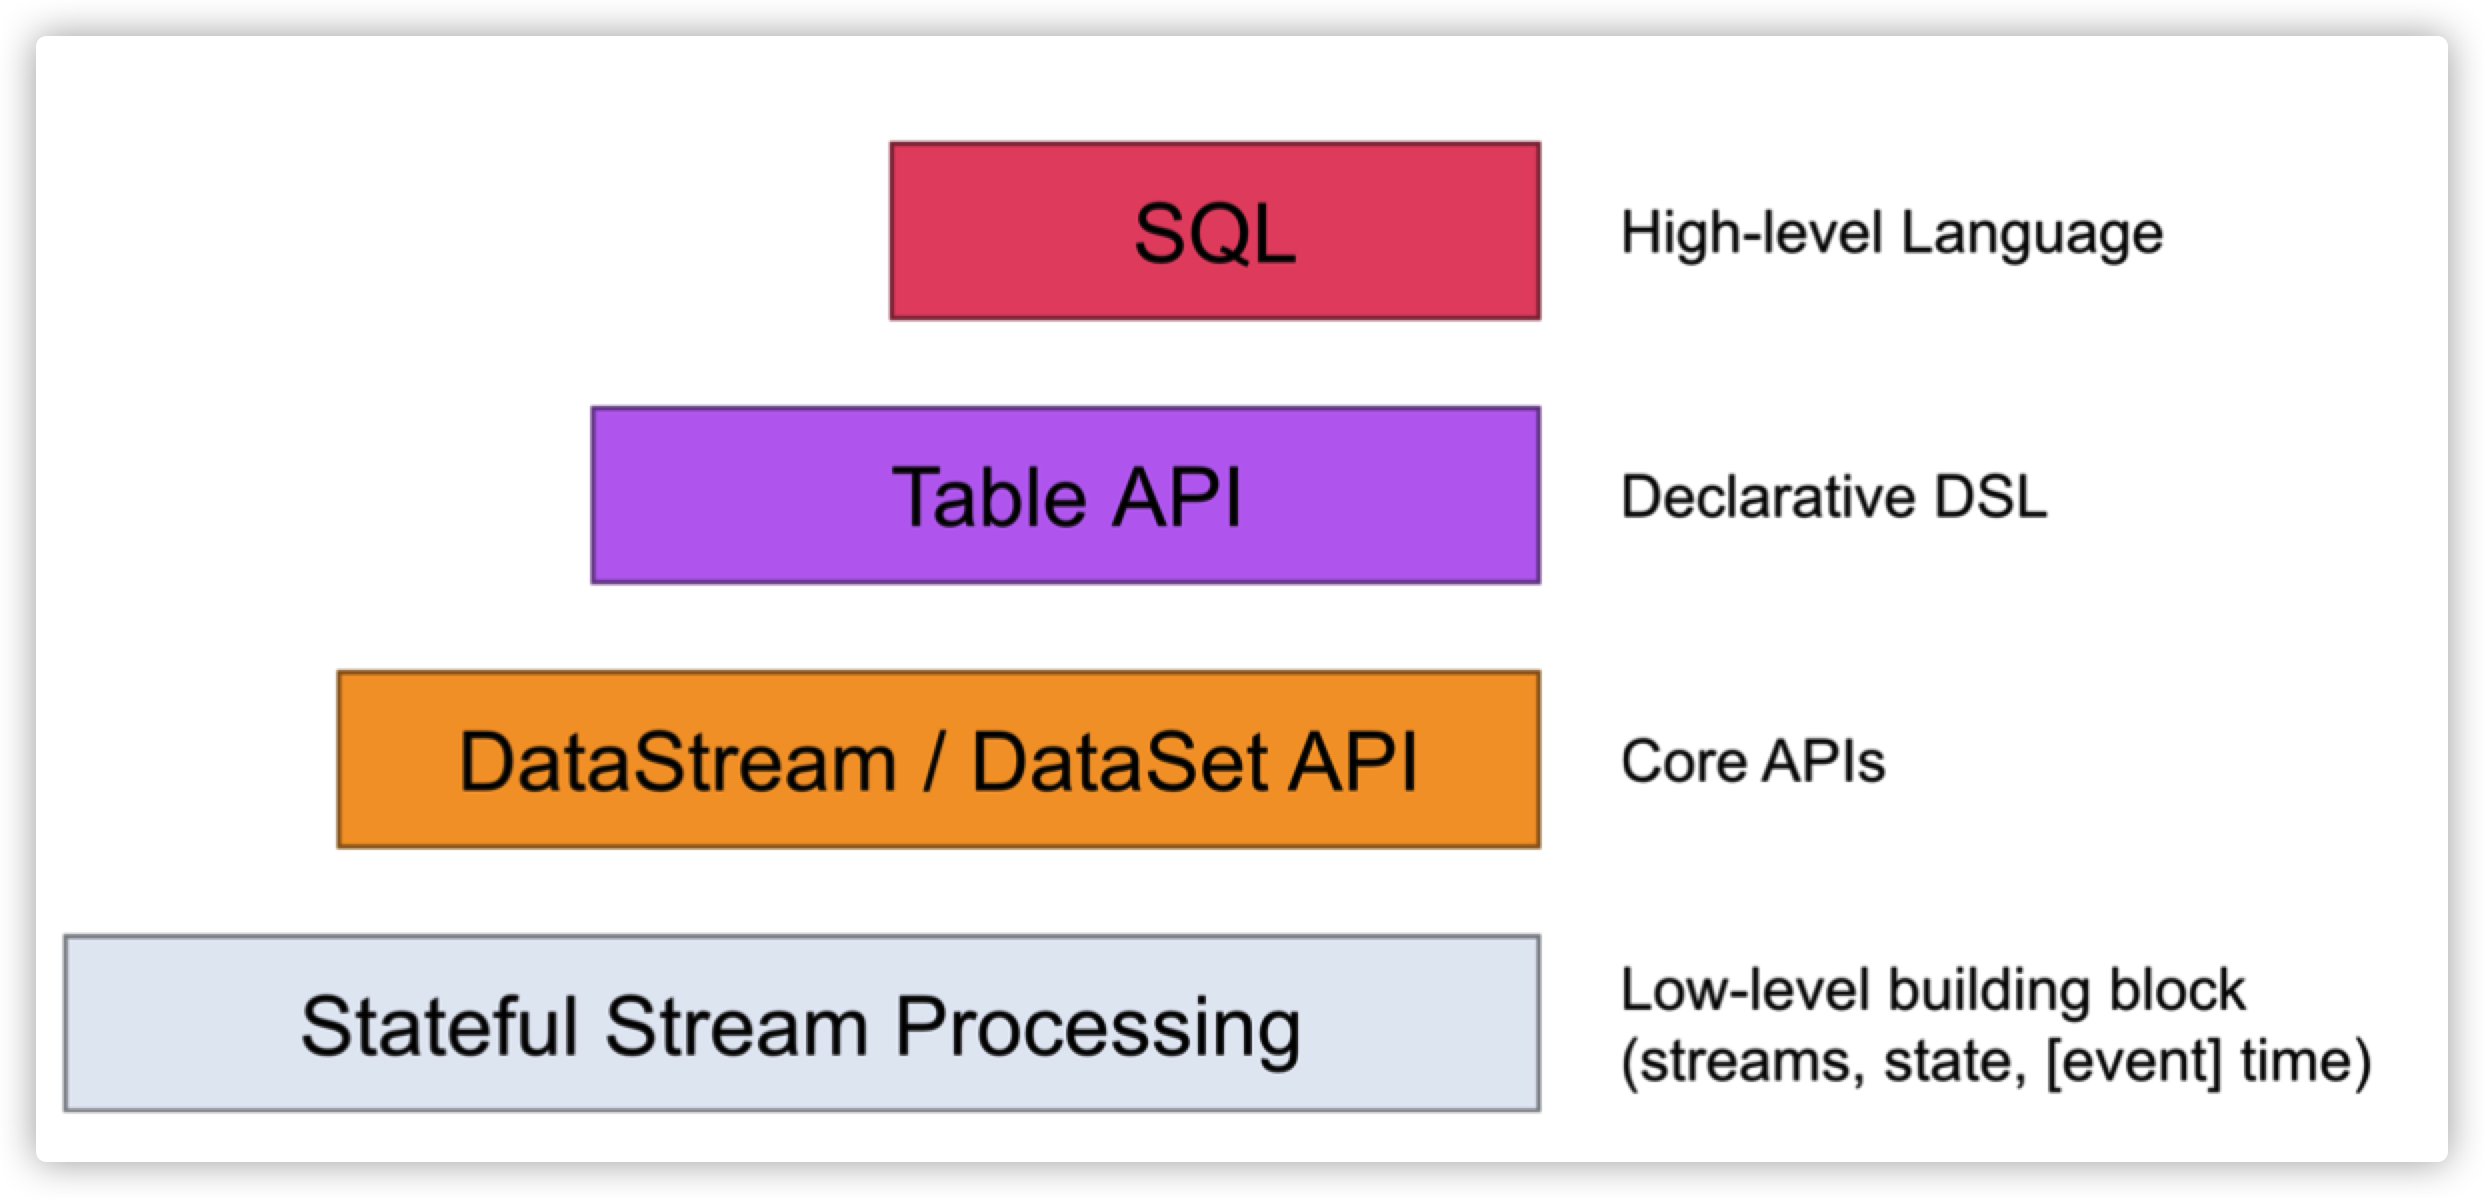 SQL
High-level Language
Table API
Declarative DSL
DataStream / DataSet API
Core APIs
Stateful Stream Processing
Low-level building block
(streams, state, [event] time)